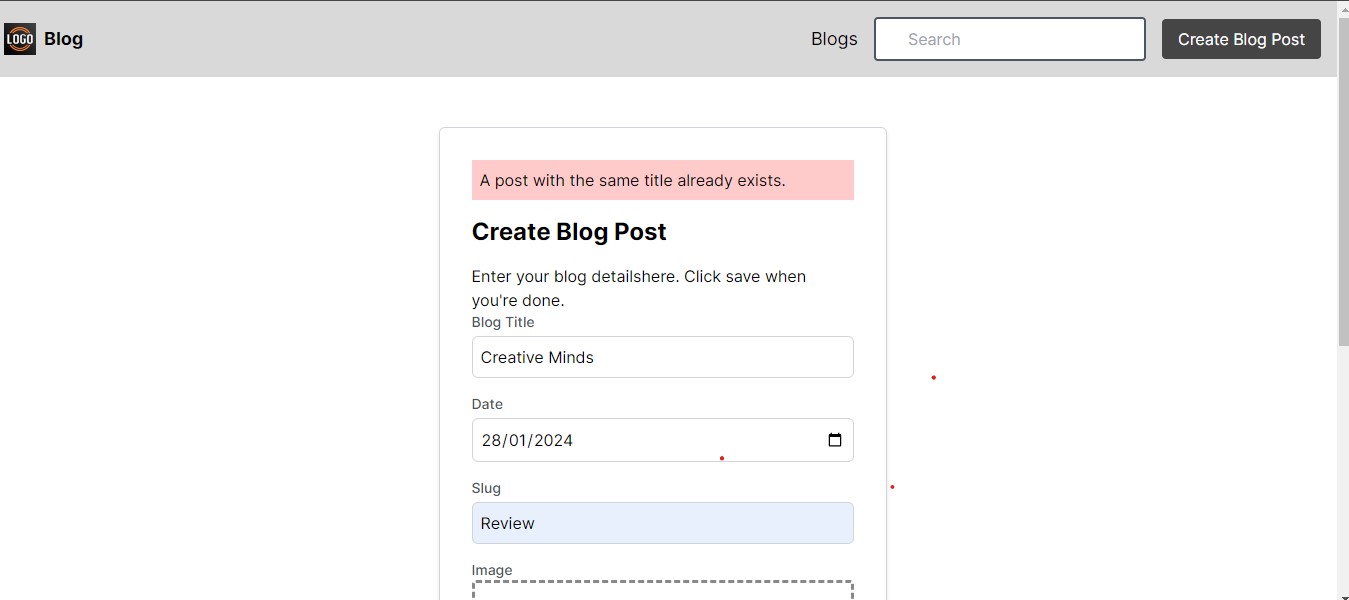 LOGO Blog
Blogs
Search
Create Blog Post
A post with the same title already exists.
Create Blog Post
Enter your blog detailshere. Click save when
you're done.
Blog Title
Creative Minds
Date
28/01/2024
Slug
Review
Image